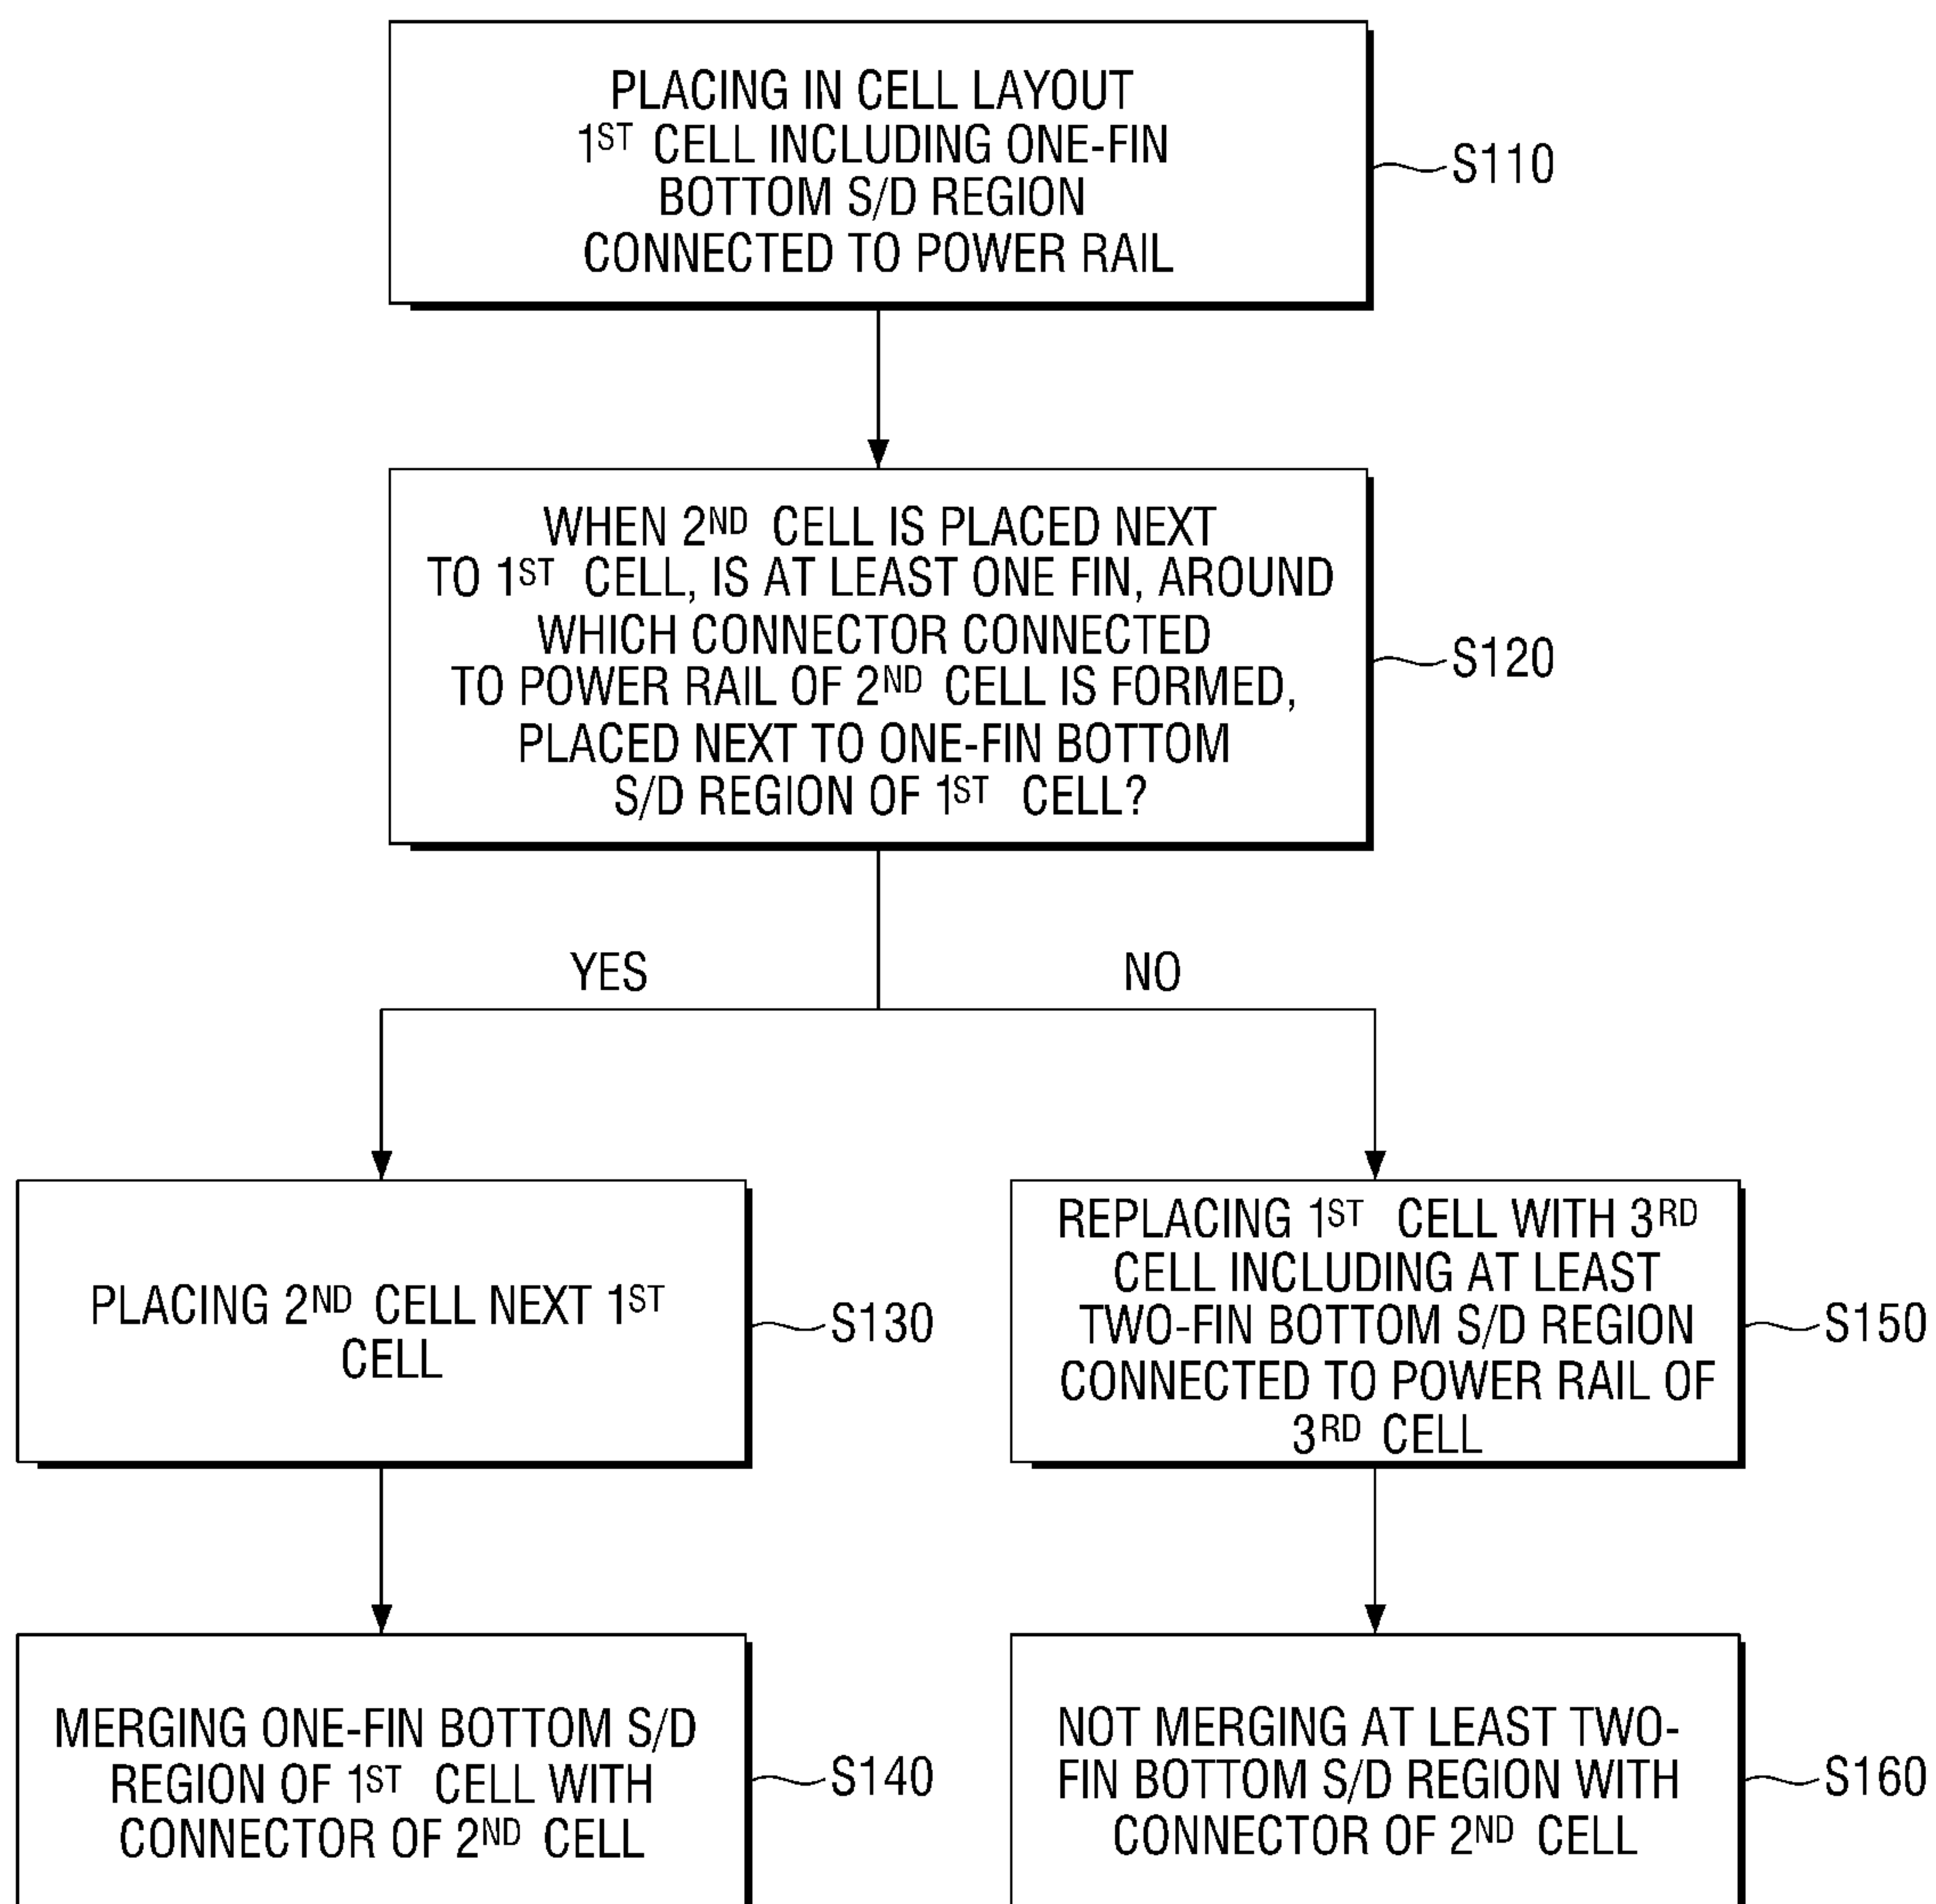 PLACING IN CELL LAYOUT
1ST CELL INCLUDING ONE-FIN
BOTTOM S/D REGION
CONNECTED TO POWER RAIL
S110
WHEN 2ND CELL IS PLACED NEXT
TO 1ST CELL, IS AT LEAST ONE FIN, AROUND
WHICH CONNECTOR CONNECTED
TO POWER RAIL OF 2ND CELL IS FORMED,
PLACED NEXT TO ONE-FIN BOTTOM
S/D REGION OF 1ST CELL?
S120
YES
NO
PLACING 2ND CELL NEXT 1ST
CELL
S130
REPLACING 1ST CELL WITH 3RD
CELL INCLUDING AT LEAST
TWO-FIN BOTTOM S/D REGION
CONNECTED TO POWER RAIL OF
3RD CELL
S150
MERGING ONE-FIN BOTTOM S/D
REGION OF 1ST CELL WITH
CONNECTOR OF 2ND CELL
S140
NOT MERGING AT LEAST TWO-
FIN BOTTOM S/D REGION WITH
CONNECTOR OF 2ND CELL
S160